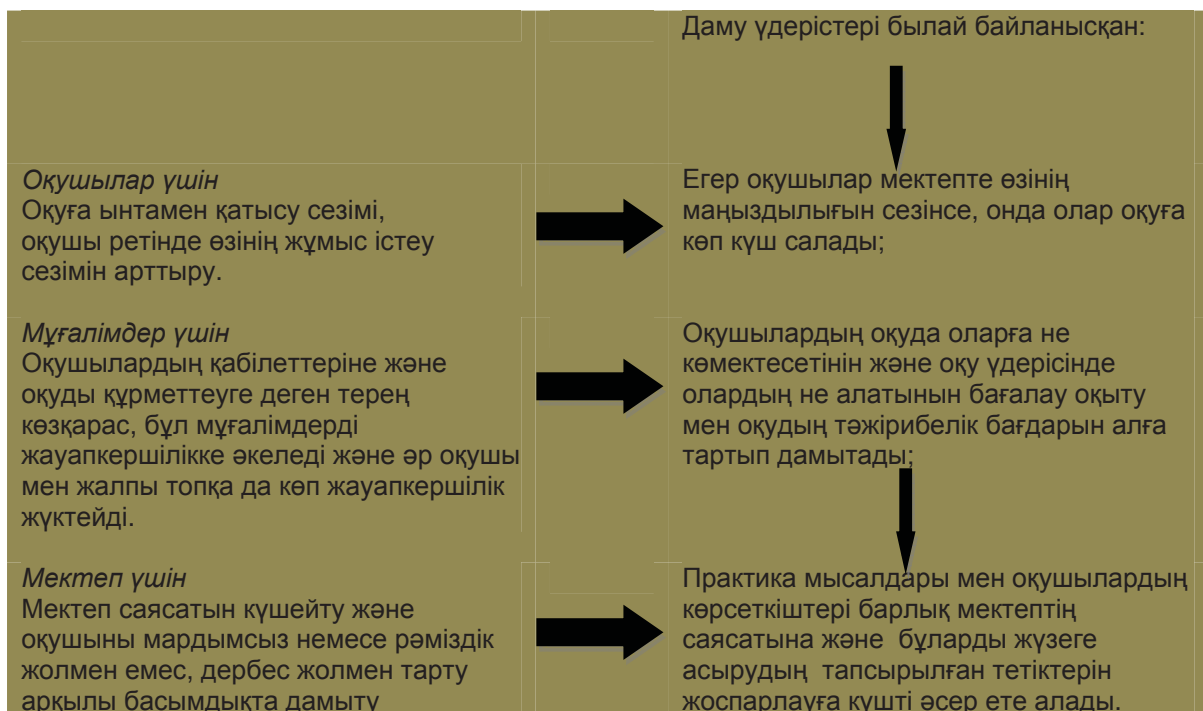 Даму үдерістері былай байланысқан:
Оқушылар үшін
Оқуға ынтамен қатысу сезімі,
оқушы ретінде өзінің жұмыс істеу
сезімін арттыру.
Егер оқушылар мектепте өзінің
маңыздылығын сезінсе, онда олар оқуға
көп күш салады;
Мұғалімдер үшін
Оқушылардың қабілеттеріне және
оқуды құрметтеуге деген терең
көзқарас, бұл мұғалімдерді
жауапкершілікке әкеледі және әр оқушы
мен жалпы топқа да көп жауапкершілік
жүктейді.
Оқушылардың оқуда оларға не
көмектесетінін және оқу үдерісінде
олардың не алатынын бағалау оқыту
мен оқудың тәжірибелік бағдарын алға
тартып дамытады;
Мектеп үшін
Мектеп саясатын күшейту және
оқушыны мардымсыз немесе рәміздік
жолмен емес, дербес жолмен тарту
арқылы басымдықта дамыту
Практика мысалдары мен оқушылардың
көрсеткіштері барлық мектептің
саясатына және бұларды жүзеге
асырудың тапсырылған тетіктерін
жоспарлауға күшті әсер ете алады.